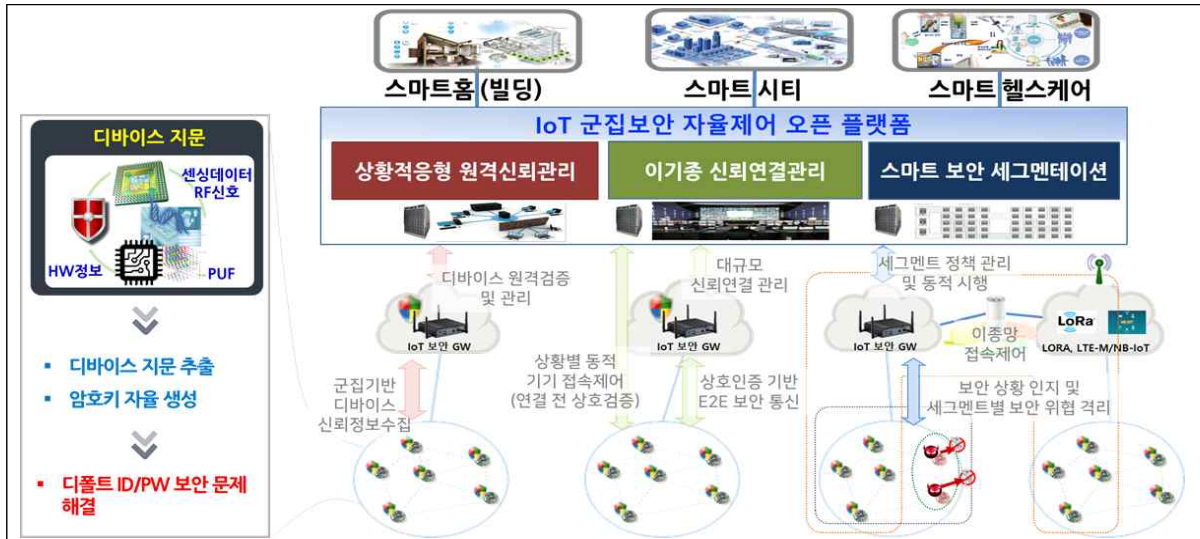 스마트홈 (빌딩)
스마트 시티
스마트 헬스케어
IoT 군집보안 자율제어 오픈 플랫폼
상황적응형 원격신뢰관리
이기종 신뢰연결관리
스마트 보안 세그멘테이션
디바이스 지문
센싱데이터
RF신호
HW정보
PUF
▪ 디바이스 지문 추출
▪ 암호키 자율 생성
▪ 디폴트 ID/PW 보안 문제
해결
디바이스 원격검증
및 관리
IoT 보안 GW
군집기반
디바이스
신뢰정보수집
대규모
신뢰연결 관리
IoT 보안 GW
상황별 동적
기기 접속제어
(연결 전 상호검증)
상호인증 기반
E2E 보안 통신
세그먼트 정책 관리
및 동적 시행
IoT 보안 GW
이종망
접속제어
LoRa
LORA, LTE-M/NB-IoT
보안 상황 인지 및
세그먼트별 보안 위협 격리